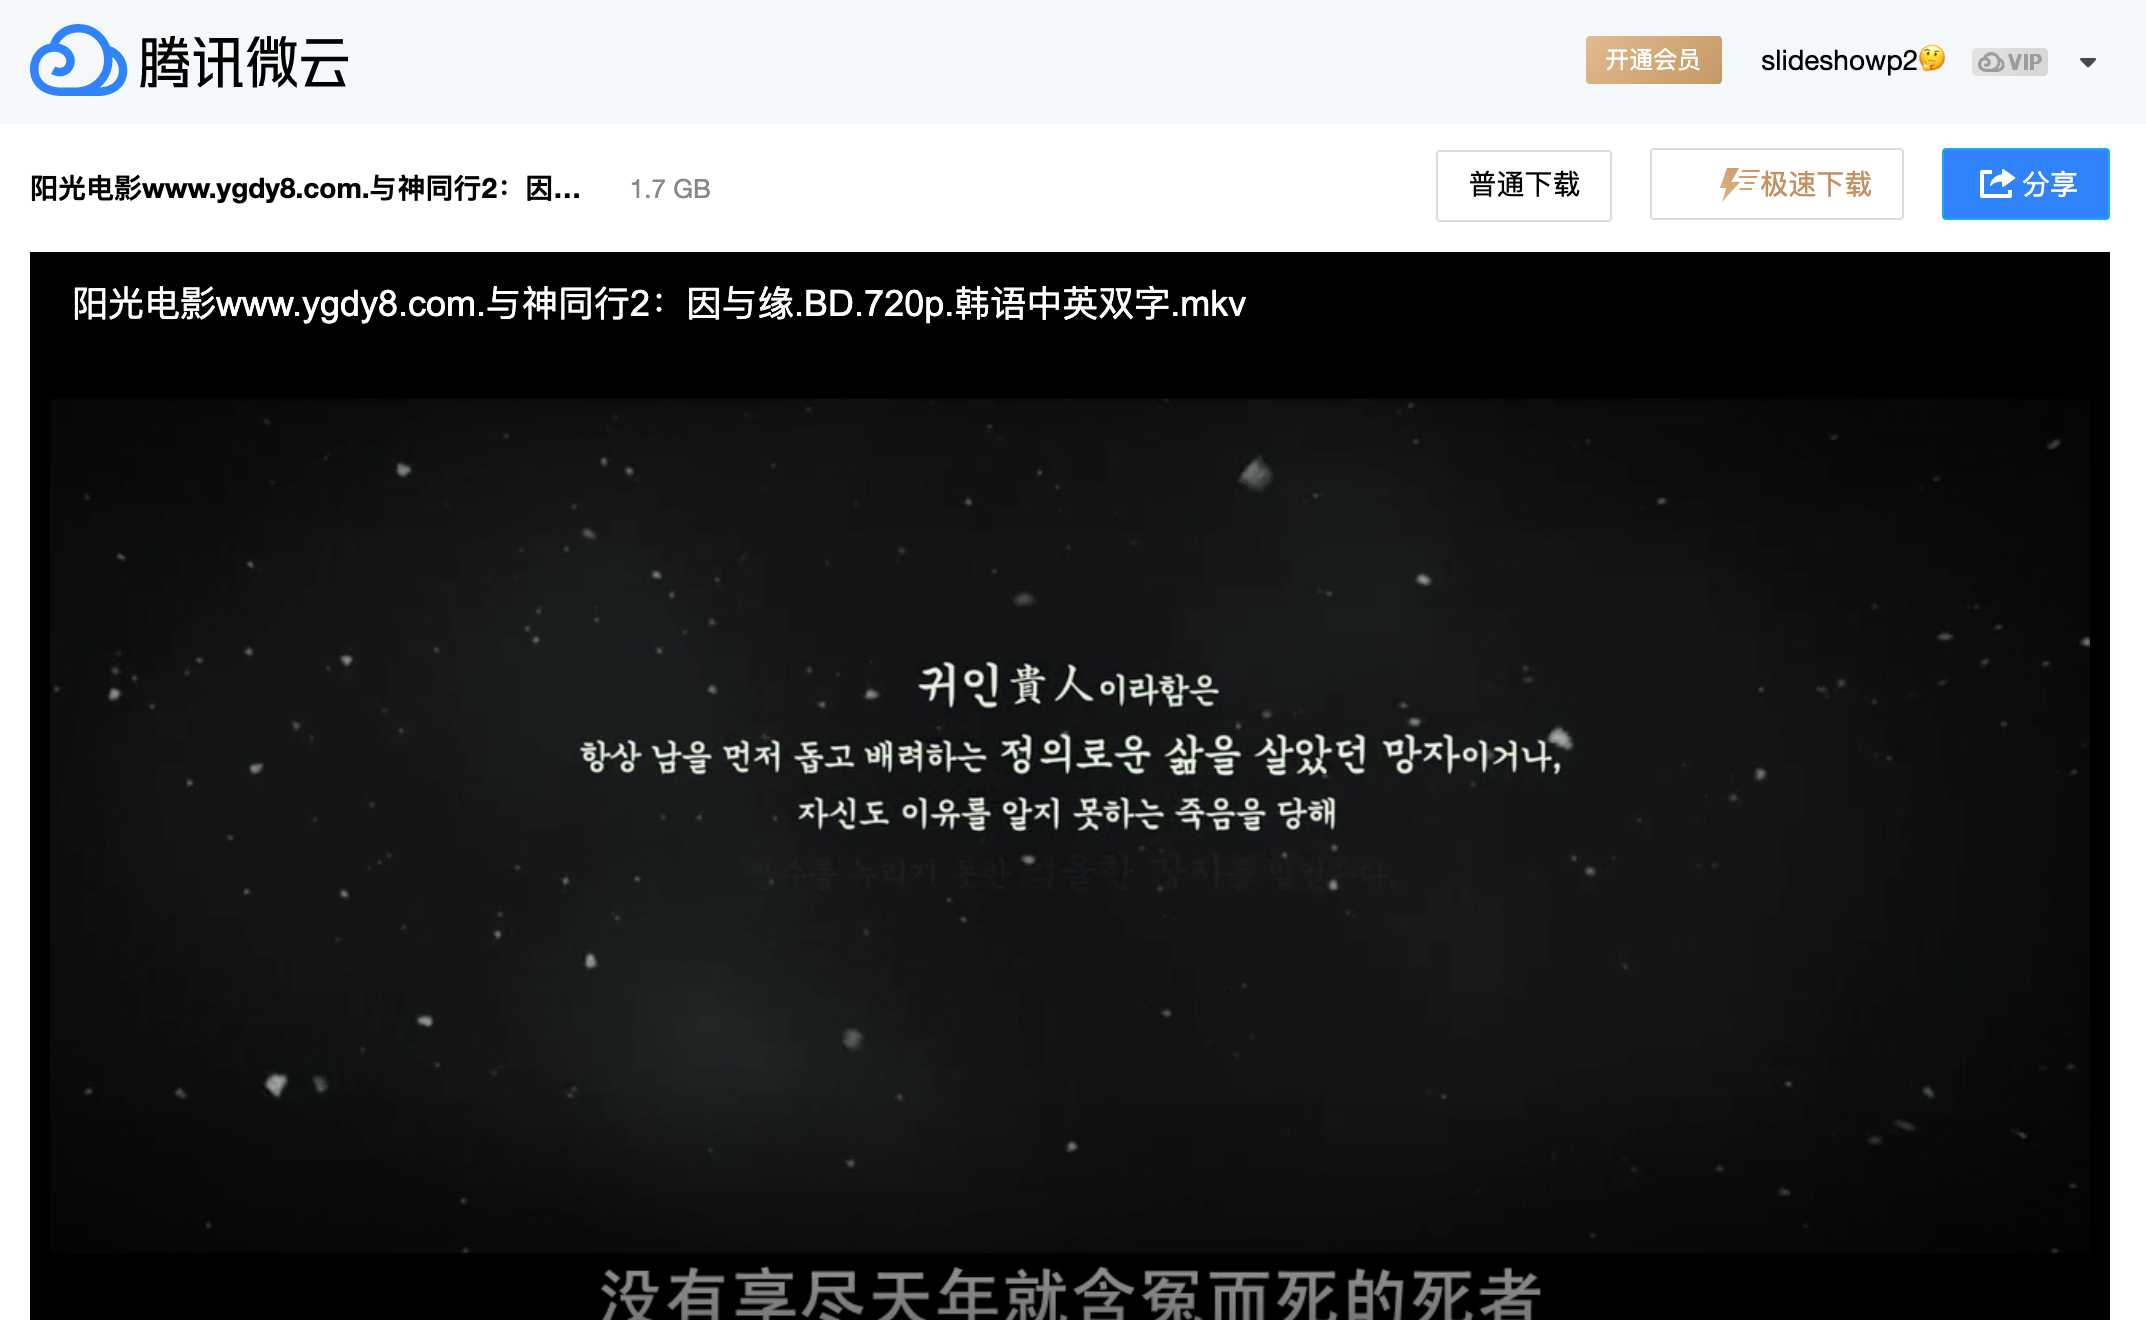 腾讯微云
开通会员
slideshowp2🤔
VIP
阳光电影www.ygdy8.com.与神同行2：因...
1.7 GB
普通下载
极速下载
分享
阳光电影www.ygdy8.com.与神同行2：因与缘.BD.720p.韩语中英双字.mkv
귀인貴人이라함은
항상 남을 먼저 돕고 배려하는 정의로운 삶을 살았던 망자이거나,
자신도 이유를 알지 못하는 죽음을 당해
누리지 못한
没有享尽天年就含冤而死的死者